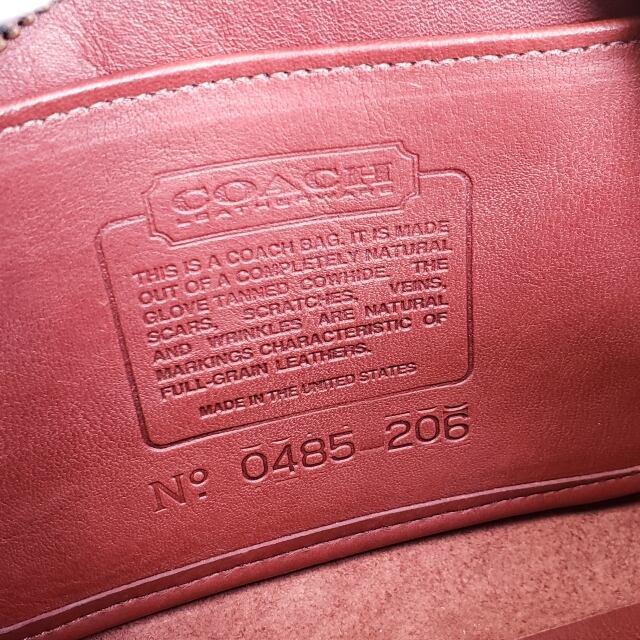 COACH
LEATHERWARE
THIS IS A COACH BAG. IT IS MADE
OUT OF A COMPLETELY NATURAL
GLOVE TANNED COWHIDE. THE
SCARS, SCRATCHES, VEINS,
AND WRINKLES ARE NATURAL
MARKINGS CHARACTERISTIC OF
FULL-GRAIN LEATHERS.
MADE IN THE UNITED STATES
Nº. 0485 206